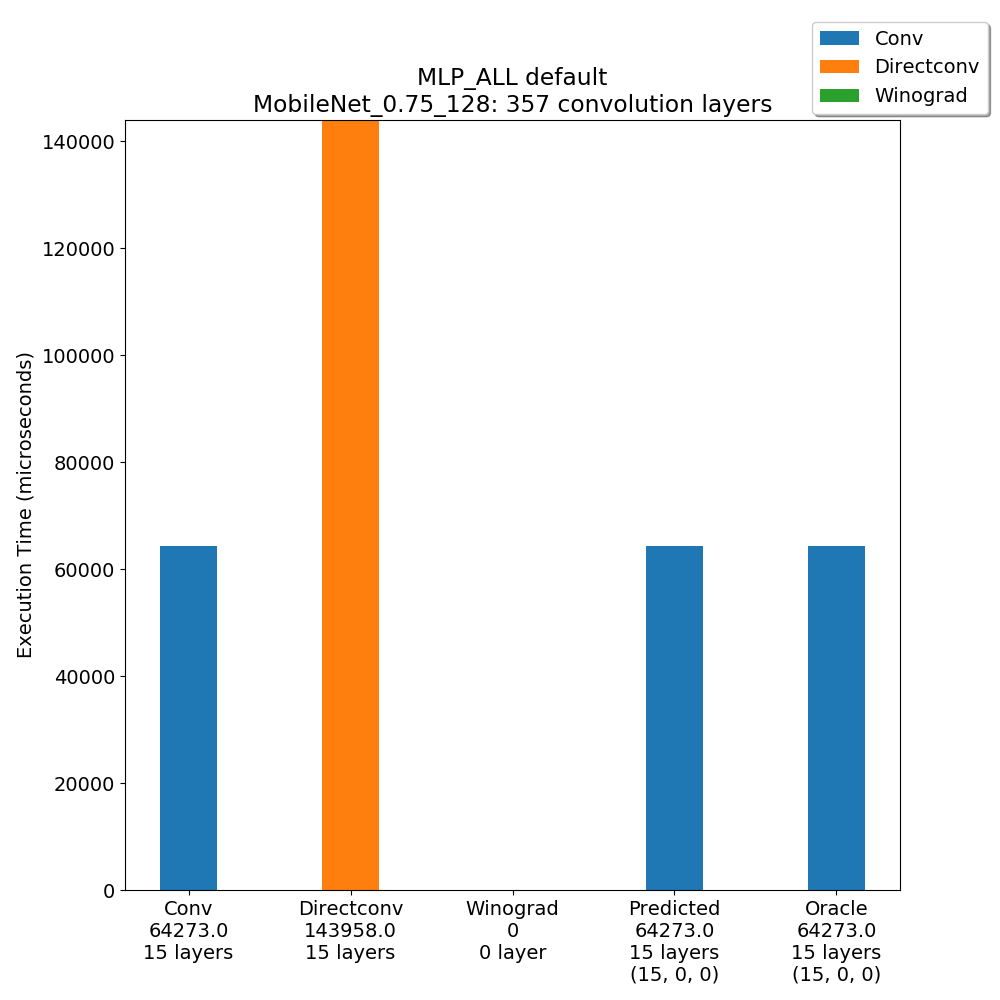 Conv
Directconv
Winograd
MLP_ALL default
MobileNet_0.75_128: 357 convolution layers
Execution Time (microseconds)
140000
120000
100000
80000
60000
40000
20000
0
Conv
64273.0
15 layers
Directconv
143958.0
15 layers
Winograd
0
0 layer
Predicted
64273.0
15 layers
(15, 0, 0)
Oracle
64273.0
15 layers
(15, 0, 0)